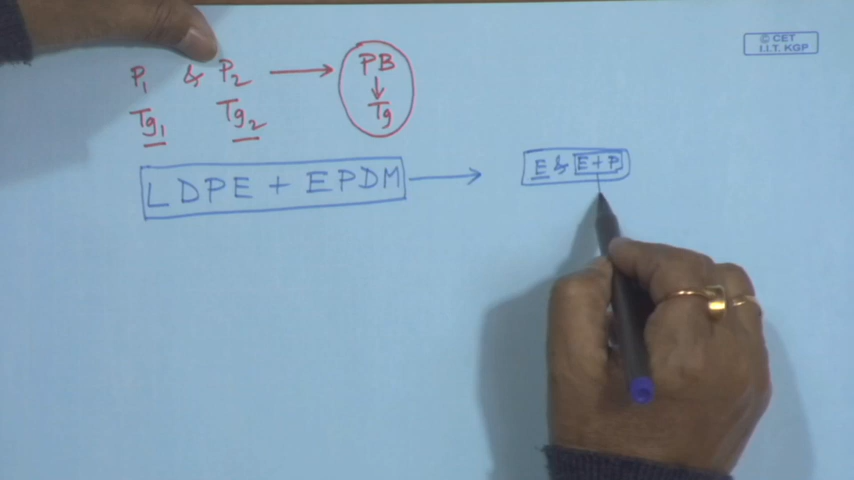 © CET
I.I.T. KGP
P₁ & P₂ → PB
↓
Tg₁ Tg₂ Tg
LDPE + EPDM → E & E + P